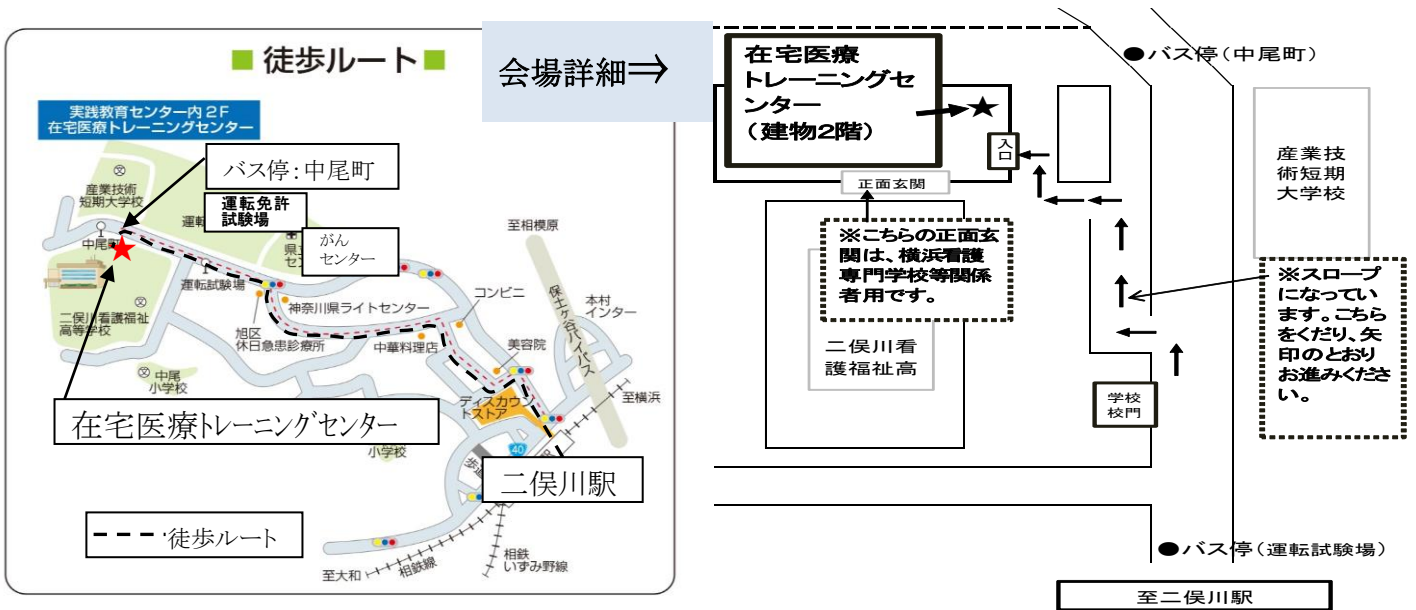 ■ 徒歩ルート ■
会場詳細⇒
実践教育センター内2F
在宅医療トレーニングセンター
バス停:中尾町
産業技術
短期大学校
運転免許
試験場
運転
中尾町
県立
セン
がん
センター
至相模原
運転試験場
神奈川県ライトセンター
コンビニ
保土ヶ谷バイパス
本村
インター
二俣川看護福祉
高等学校
旭区
休日急患診療所
中華料理店
美容院
中尾
小学校
ディスカウン
トストア
至横浜
在宅医療トレーニングセンター
小学校
40
歩道
駅
二俣川駅
徒歩ルート
至大和
相鉄線
相鉄
いずみ野線
在宅医療
トレーニングセ
ンター
(建物2階)
★
入口
正面玄関
●バス停(中尾町)
産業技
術短期
大学校
※こちらの正面玄
関は、横浜看護
専門学校等関係
者用です。
二俣川看
護福祉高
※スロープ
になってい
ます。こちら
をくだり、矢
印のとおり
お進みくださ
い。
学校
校門
●バス停(運転試験場)
至二俣川駅